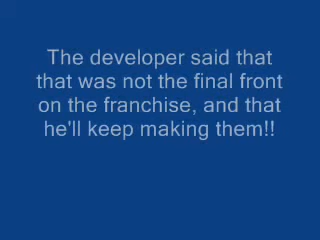 The developer said that
that was not the final front
on the franchise, and that
he'll keep making them!!